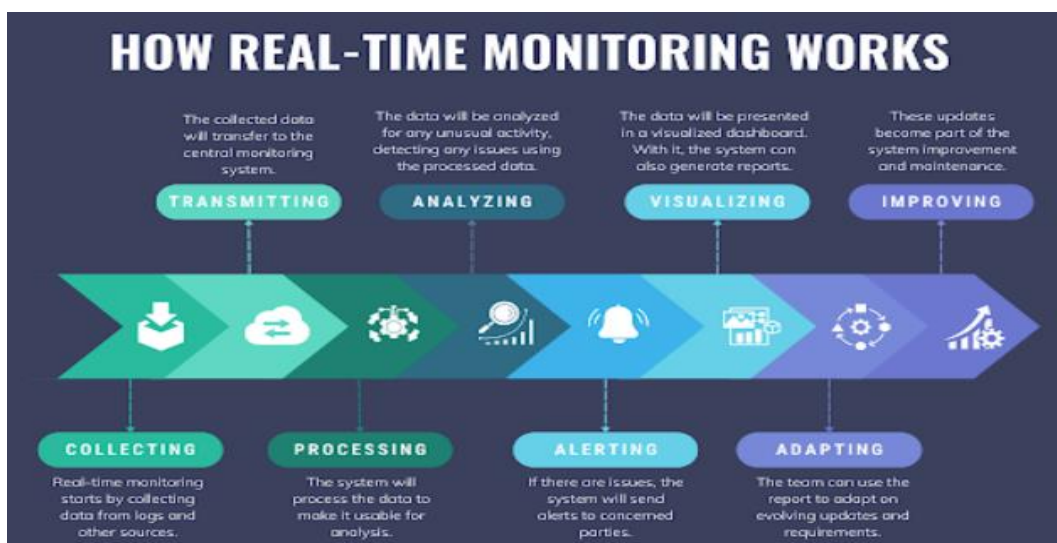 HOW REAL-TIME MONITORING WORKS
The collected data
will transfer to the
central monitoring
system.
TRANSMITTING
The data will be analyzed
for any unusual activity,
detecting any issues using
the processed data.
ANALYZING
The data will be presented
in a visualized dashboard.
With it, the system can
also generate reports.
VISUALIZING
These updates
become part of the
system improvement
and maintenance.
IMPROVING
COLLECTING
Real-time monitoring
starts by collecting
data from logs and
other sources.
PROCESSING
The system will
process the data to
make it usable for
analysis.
ALERTING
If there are issues, the
system will send
alerts to concerned
parties.
ADAPTING
The team can use the
report to adapt on
evolving updates and
requirements.